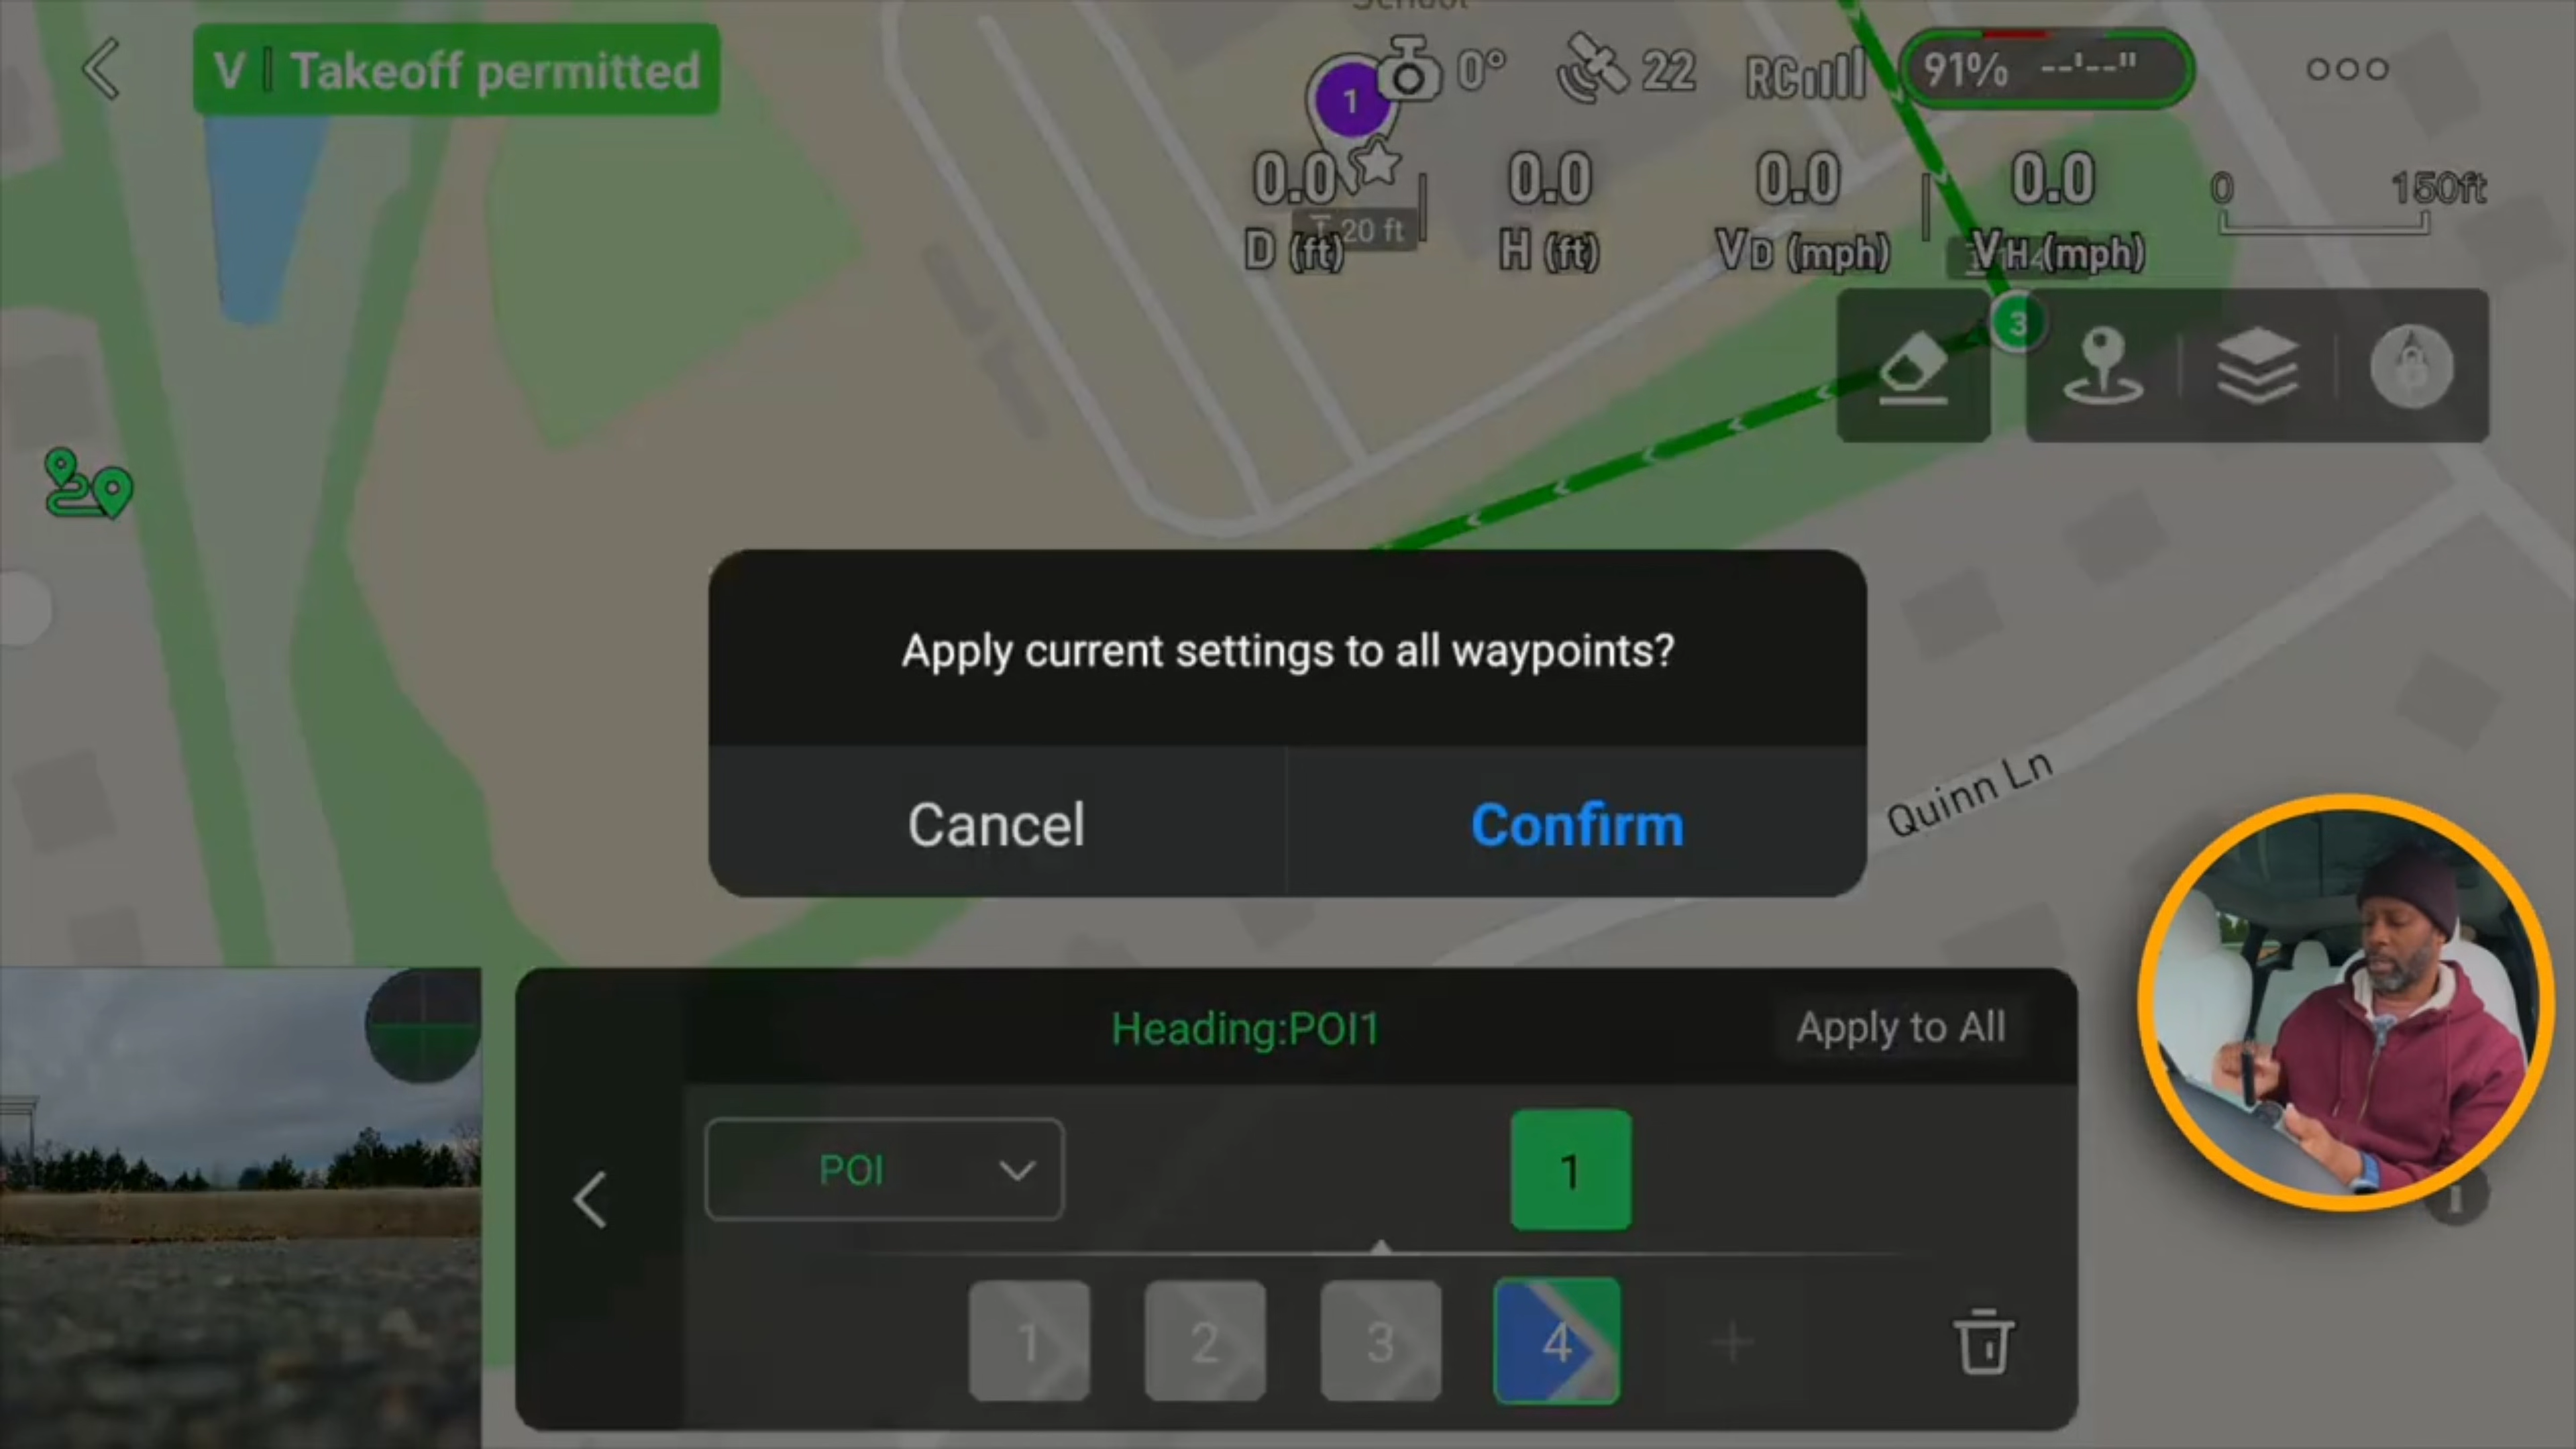 V | Takeoff permitted
1
0°
22
RC
91% --'--"
0.0
0.0
0.0
0.0
0
150ft
20 ft
D (ft)
H (ft)
VD (mph)
VH (mph)
3
Apply current settings to all waypoints?
Cancel
Confirm
Quinn Ln
Heading:POI1
Apply to All
POI
1
1
2
3
4
+